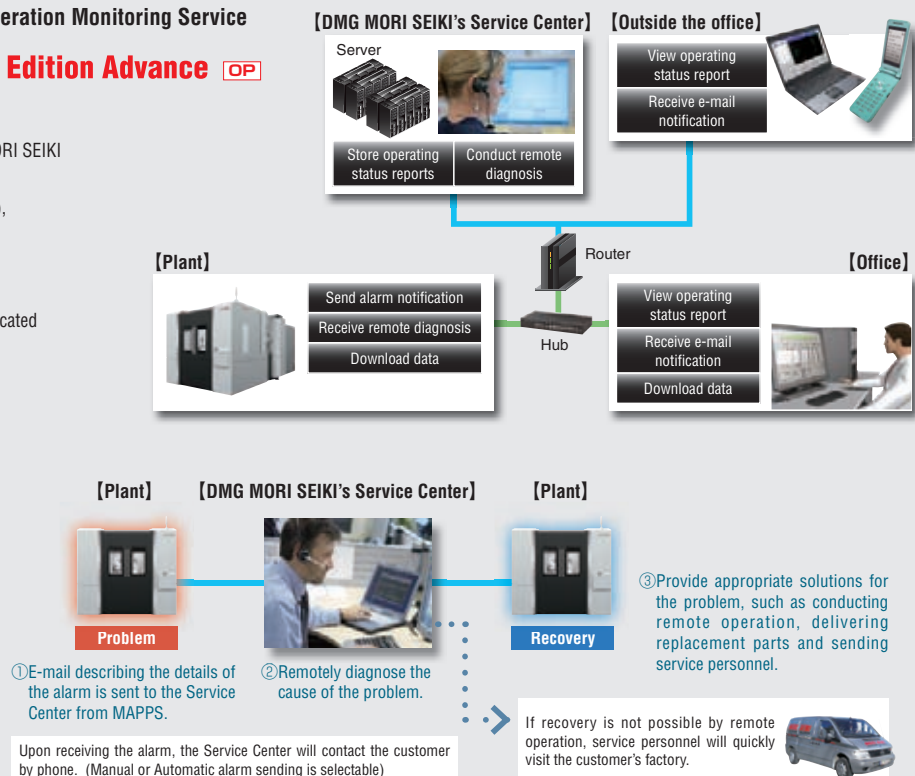 eration Monitoring Service
Edition Advance OP
ORI SEIKI
,
cated
【DMG MORI SEIKI's Service Center】
Server
Store operating
status reports
Conduct remote
diagnosis
【Outside the office】
View operating
status report
Receive e-mail
notification
Router
Hub
【Plant】
Send alarm notification
Receive remote diagnosis
Download data
【Office】
View operating
status report
Receive e-mail
notification
Download data
【Plant】
Problem
①E-mail describing the details of
the alarm is sent to the Service
Center from MAPPS.
【DMG MORI SEIKI's Service Center】
②Remotely diagnose the
cause of the problem.
【Plant】
Recovery
③Provide appropriate solutions for
the problem, such as conducting
remote operation, delivering
replacement parts and sending
service personnel.
Upon receiving the alarm, the Service Center will contact the customer
by phone. (Manual or Automatic alarm sending is selectable)
If recovery is not possible by remote
operation, service personnel will quickly
visit the customer's factory.